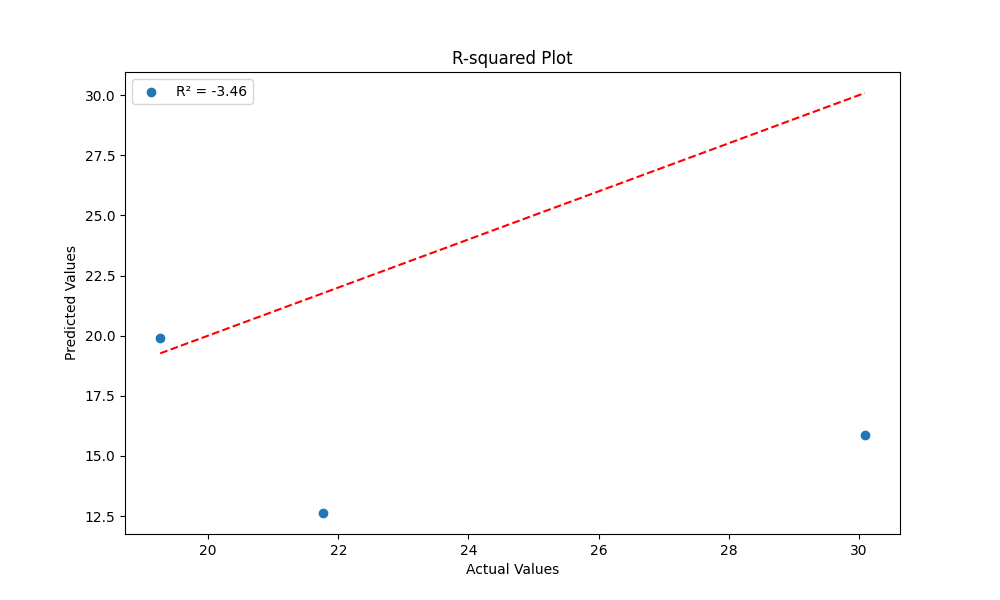 R-squared Plot
R² = -3.46
30.0
27.5
25.0
22.5
20.0
17.5
15.0
12.5
Predicted Values
20 22 24 26 28 30
Actual Values